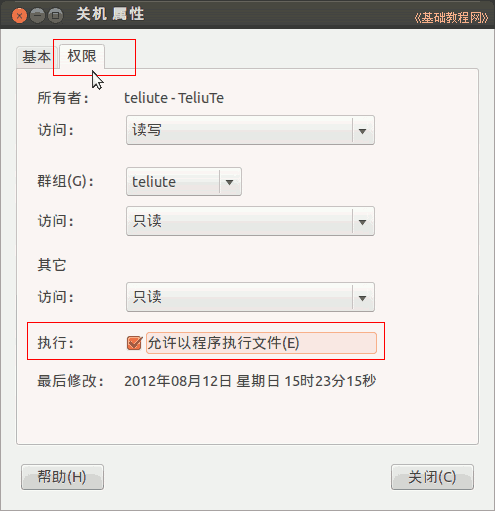 关机 属性
《基础教程网》
基本 权限
所有者： teliute - TeliuTe
访问： 读写
群组(G)： teliute
访问： 只读
其它
访问： 只读
执行： 允许以程序执行文件(E)
最后修改： 2012年08月12日 星期日 15时23分15秒
帮助(H) 关闭(C)